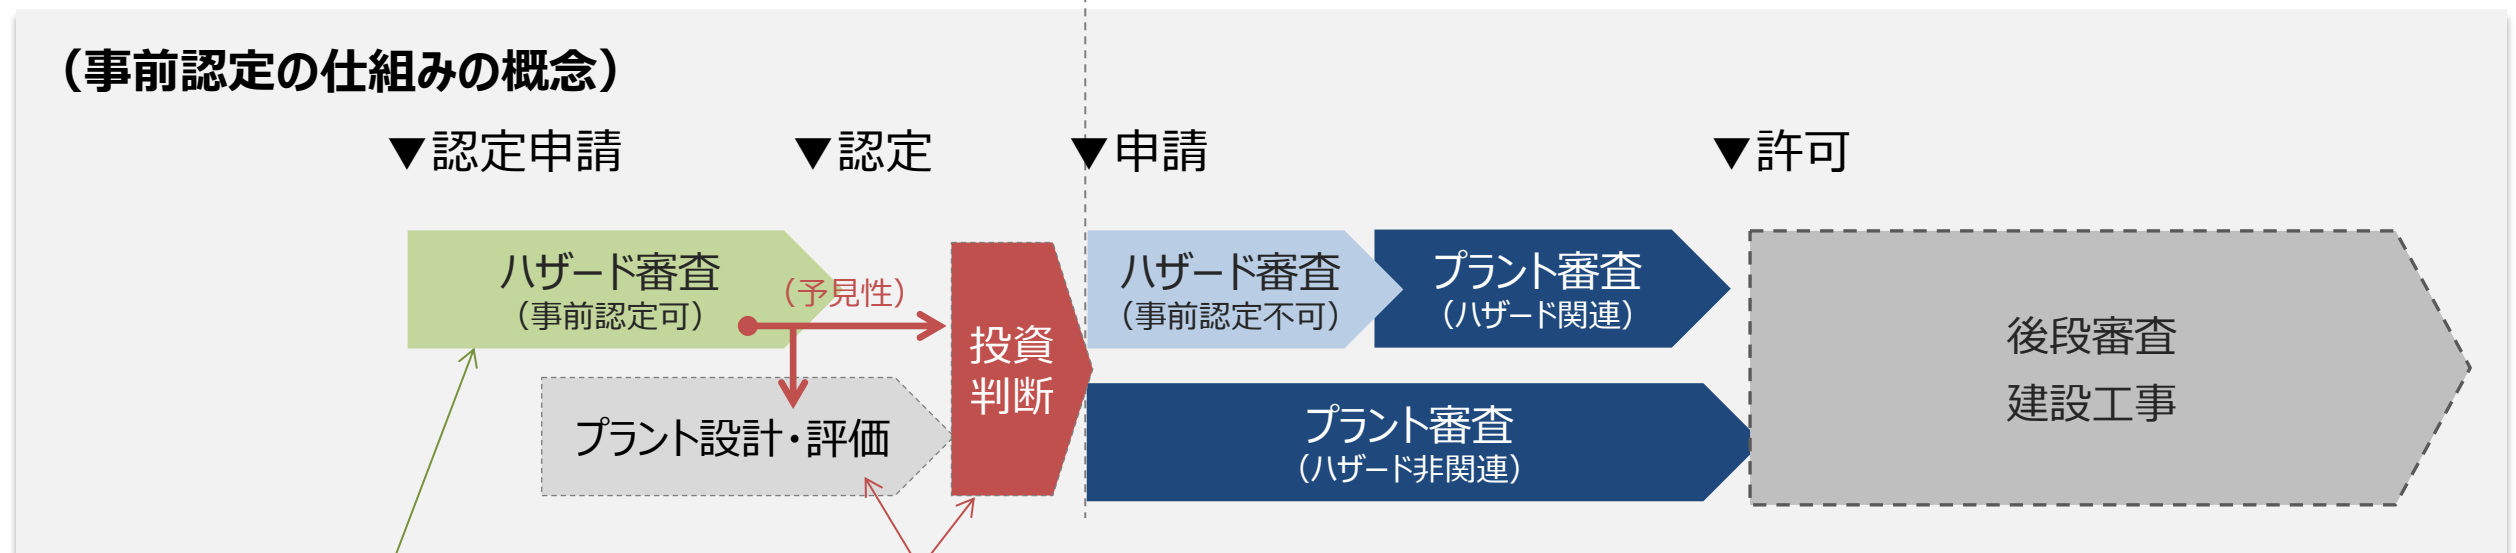 （事前認定の仕組みの概念）
▼認定申請
▼認定
▼申請
▼許可
ハザード審査
（事前認定可）
（予見性）
プラント設計・評価
投資
判断
ハザード審査
（事前認定不可）
プラント審査
（ハザード関連）
プラント審査
（ハザード非関連）
後段審査
建設工事